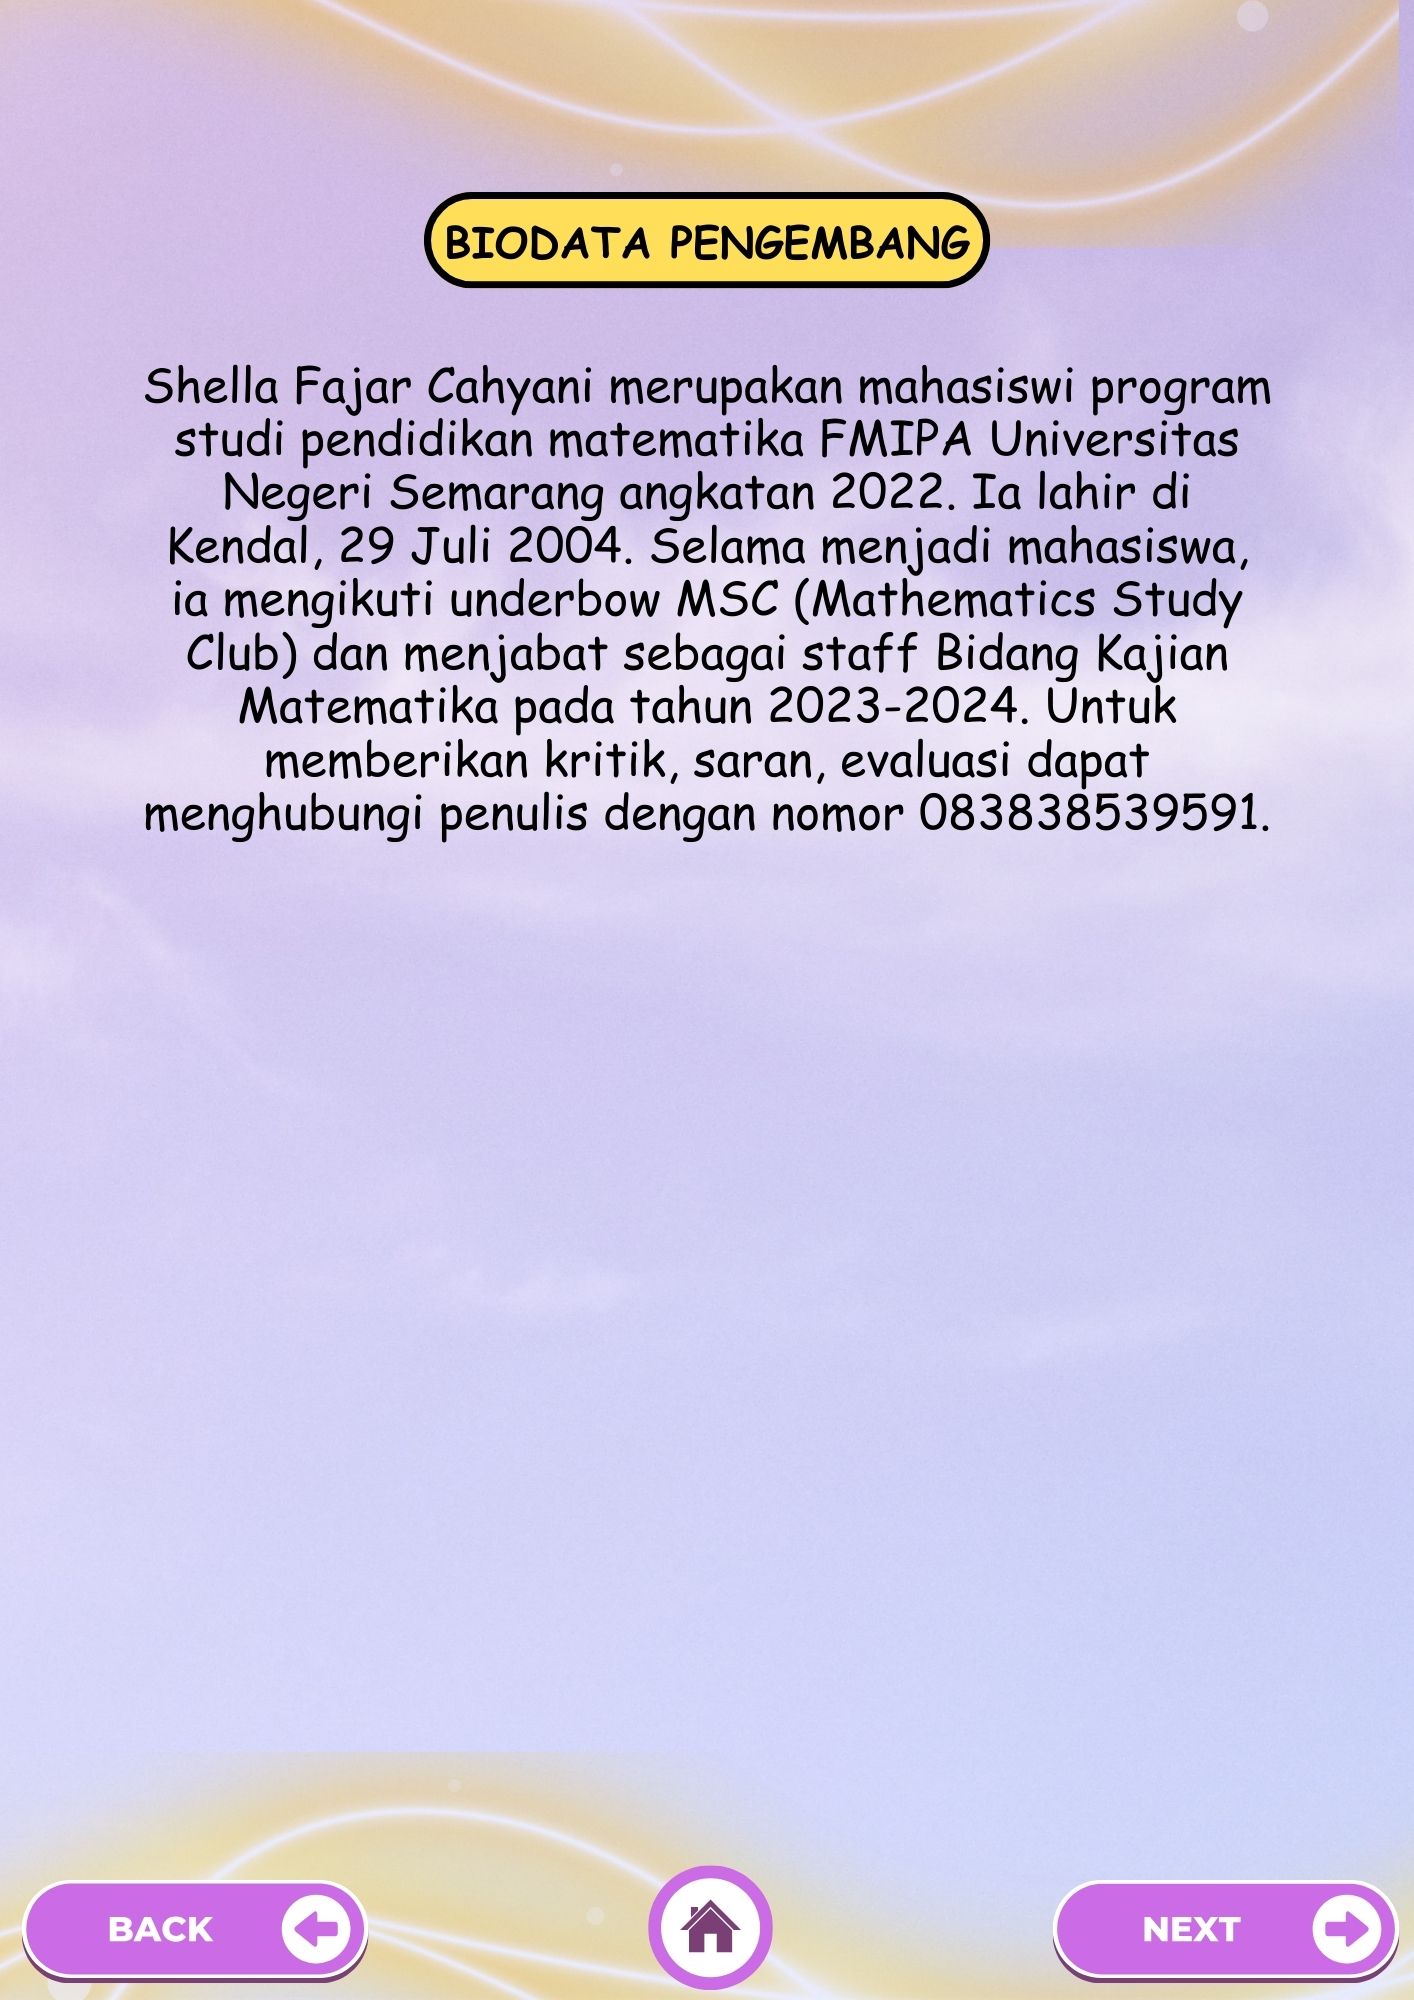 BIODATA PENGEMBANG
Shella Fajar Cahyani merupakan mahasiswi program
studi pendidikan matematika FMIPA Universitas
Negeri Semarang angkatan 2022. Ia lahir di
Kendal, 29 Juli 2004. Selama menjadi mahasiswa,
ia mengikuti underbow MSC (Mathematics Study
Club) dan menjabat sebagai staff Bidang Kajian
Matematika pada tahun 2023-2024. Untuk
memberikan kritik, saran, evaluasi dapat
menghubungi penulis dengan nomor 083838539591.
BACK
NEXT